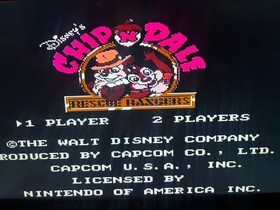 DISNEY'S
CHIP 'N DALE
RESCUE RANGERS
1 PLAYER 2 PLAYERS
©THE WALT DISNEY COMPANY
RODUCED BY CAPCOM CO., LTD.
CAPCOM U.S.A., INC.
LICENSED BY
NINTENDO OF AMERICA INC.